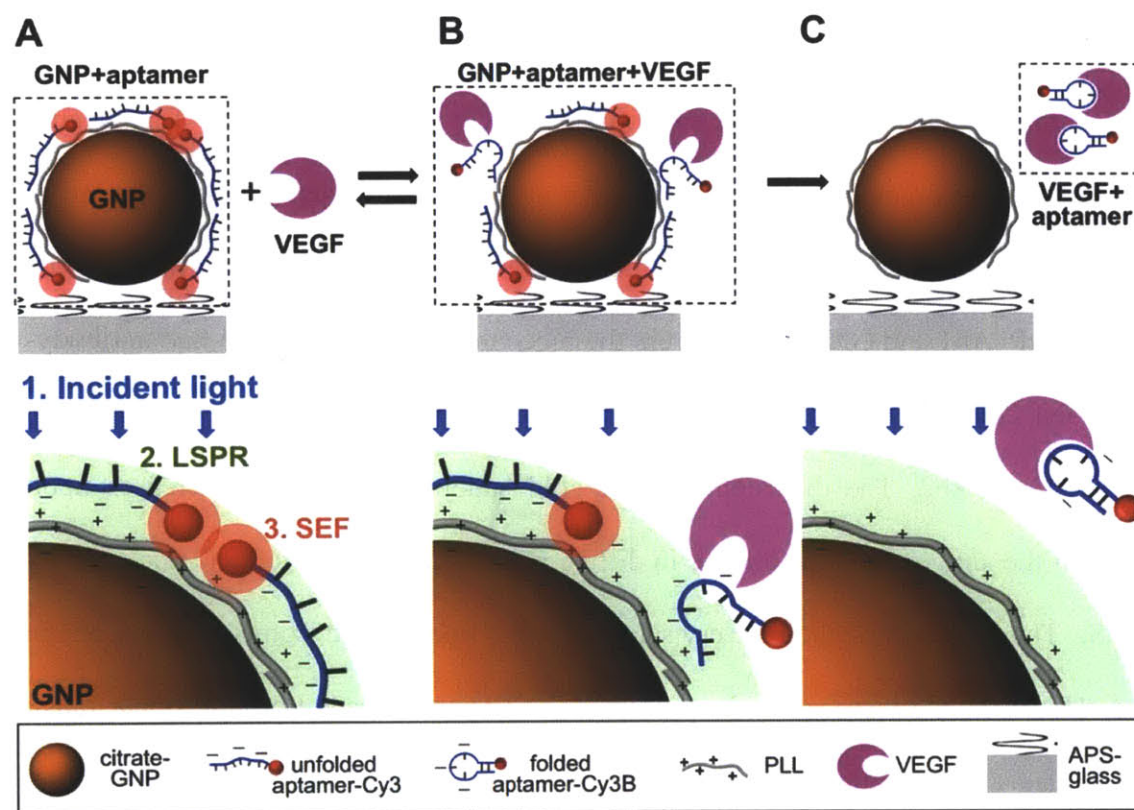 A
B
C
GNP+aptamer
GNP+aptamer+VEGF
GNP
+
VEGF
VEGF+
aptamer
1. Incident light
2. LSPR
3. SEF
GNP
citrate-
GNP
unfolded
aptamer-Cy3
folded
aptamer-Cy3B
PLL
VEGF
APS-
glass